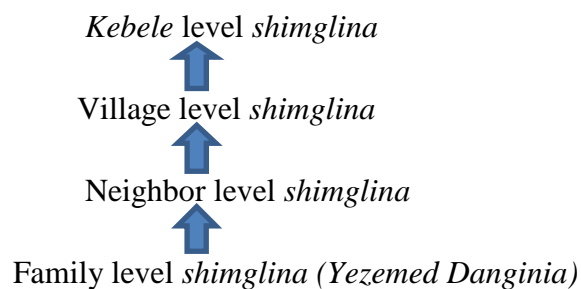 Kebele level shimglina
Village level shimglina
Neighbor level shimglina
Family level shimglina (Yezemed Danginia)